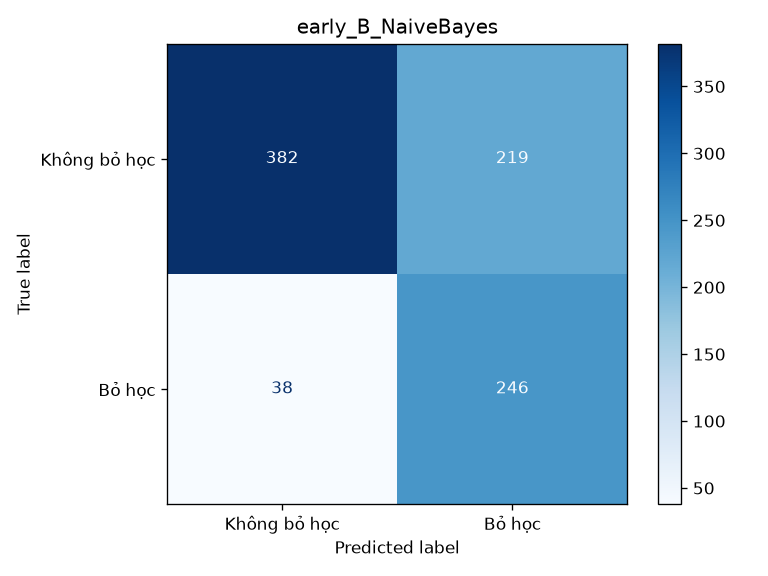 early_B_NaiveBayes
Không bỏ học
382
219
Bỏ học
38
246
Không bỏ học
Bỏ học
Predicted label
True label
350
300
250
200
150
100
50